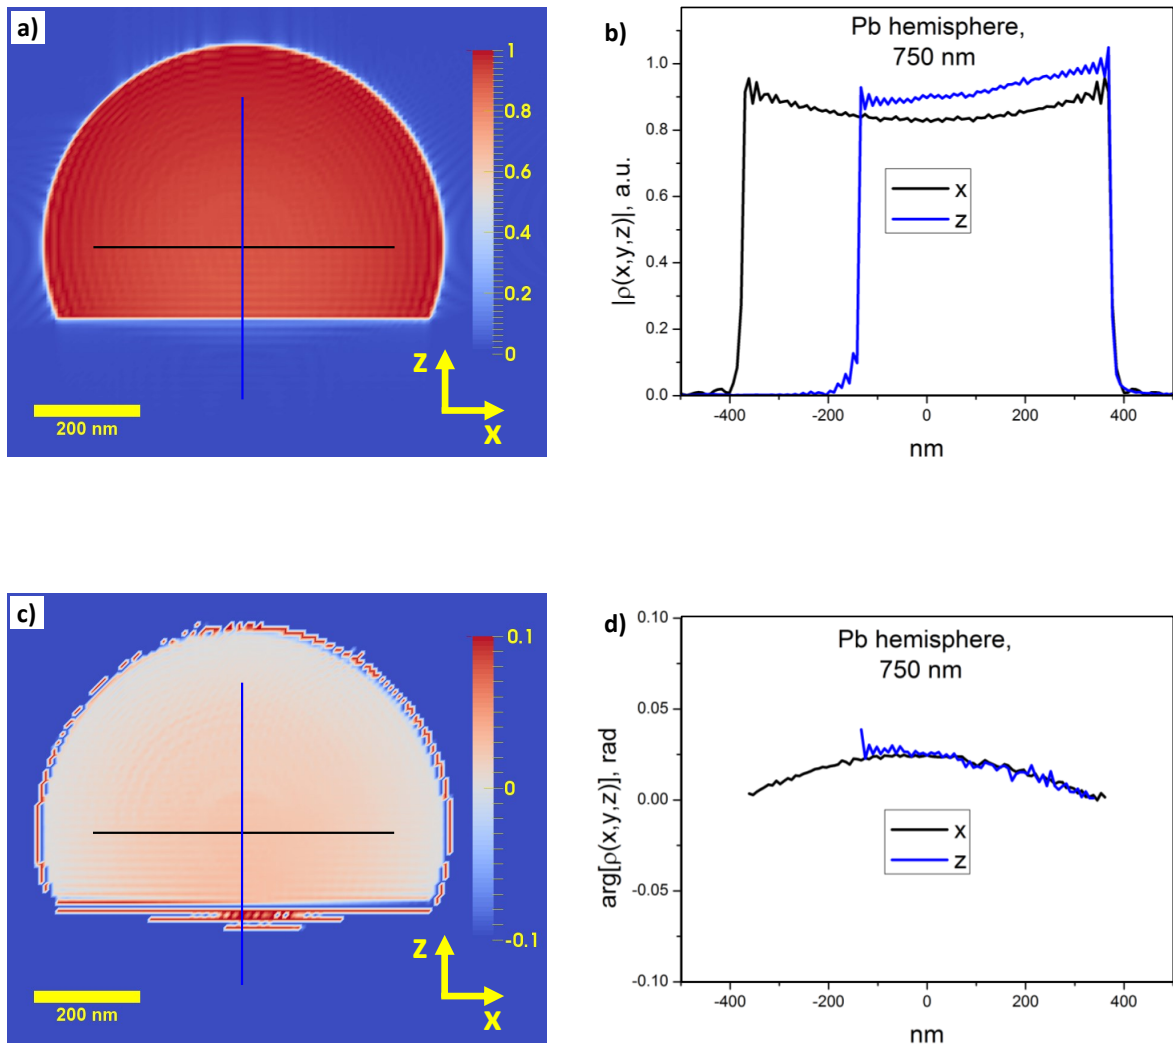 a)
1
0.8
0.6
0.4
0.2
0
z
x
200 nm
b)
Pb hemisphere,
750 nm
1.0
0.8
0.6
0.4
0.2
0.0
|ρ(x,y,z)|, a.u.
x
z
-400
-200
0
200
400
nm
c)
0.1
0
-0.1
z
x
200 nm
d)
Pb hemisphere,
750 nm
0.10
0.05
0.00
-0.05
-0.10
arg[ρ(x,y,z)], rad
x
z
-400
-200
0
200
400
nm